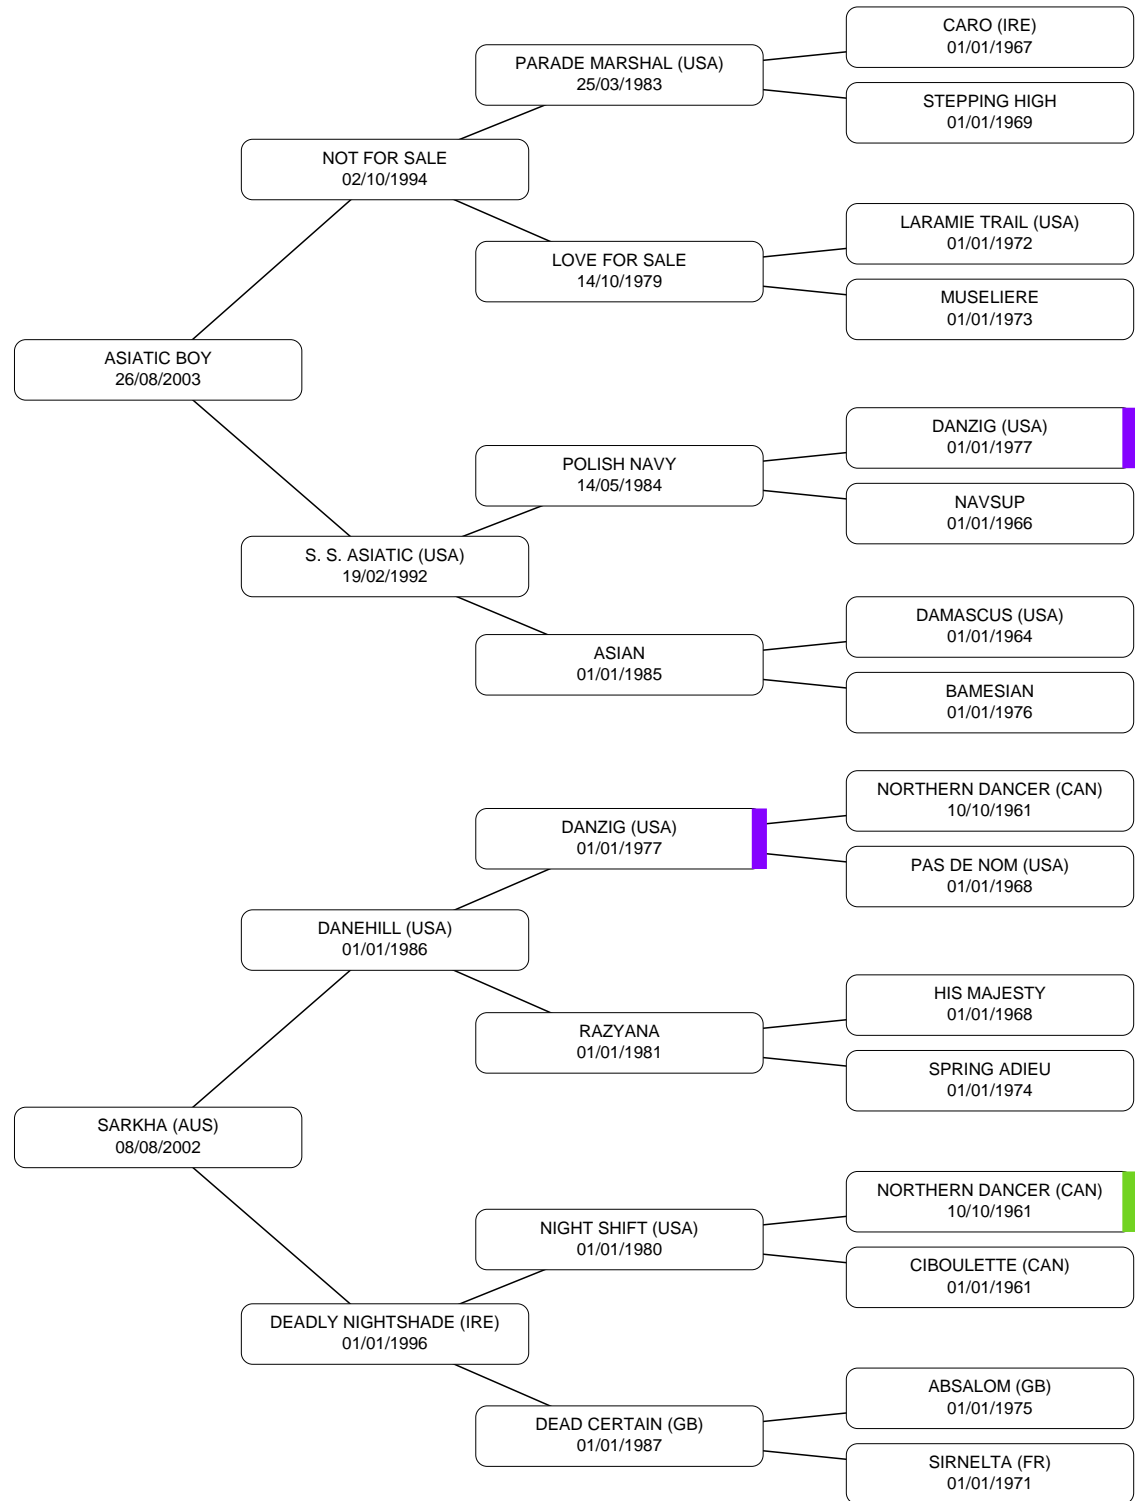 CARO (IRE)
01/01/1967
PARADE MARSHAL (USA)
25/03/1983
STEPPING HIGH
01/01/1969
NOT FOR SALE
02/10/1994
LARAMIE TRAIL (USA)
01/01/1972
LOVE FOR SALE
14/10/1979
MUSELIERE
01/01/1973
ASIATIC BOY
26/08/2003
DANZIG (USA)
01/01/1977
POLISH NAVY
14/05/1984
NAVSUP
01/01/1966
S. S. ASIATIC (USA)
19/02/1992
DAMASCUS (USA)
01/01/1964
ASIAN
01/01/1985
BAMESIAN
01/01/1976
NORTHERN DANCER (CAN)
10/10/1961
DANZIG (USA)
01/01/1977
PAS DE NOM (USA)
01/01/1968
DANEHILL (USA)
01/01/1986
HIS MAJESTY
01/01/1968
RAZYANA
01/01/1981
SPRING ADIEU
01/01/1974
SARKHA (AUS)
08/08/2002
NORTHERN DANCER (CAN)
10/10/1961
NIGHT SHIFT (USA)
01/01/1980
CIBOULETTE (CAN)
01/01/1961
DEADLY NIGHTSHADE (IRE)
01/01/1996
ABSALOM (GB)
01/01/1975
DEAD CERTAIN (GB)
01/01/1987
SIRNELTA (FR)
01/01/1971